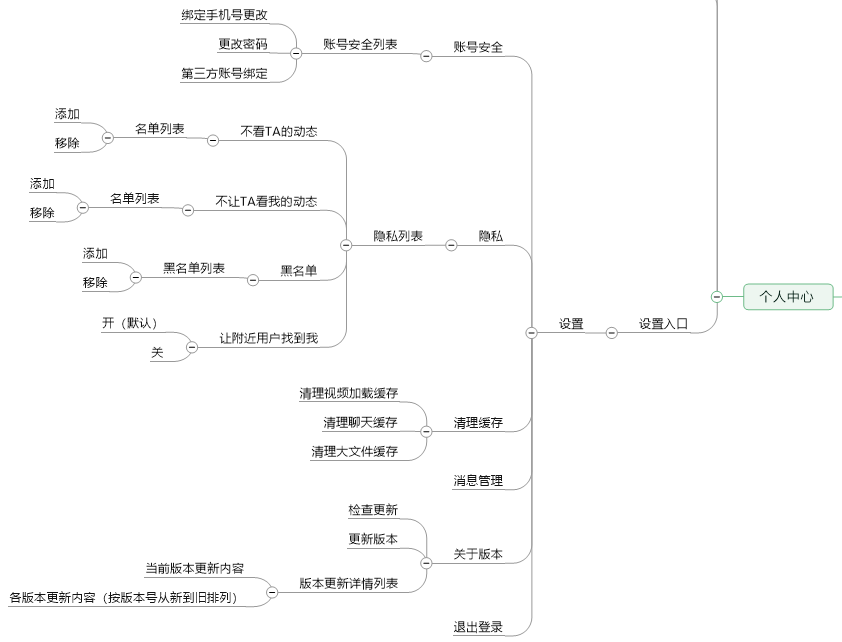 绑定手机号更改
更改密码
第三方账号绑定
账号安全列表
账号安全
添加
移除
名单列表
不看TA的动态
添加
移除
名单列表
不让TA看我的动态
隐私列表
隐私
添加
移除
黑名单列表
黑名单
开（默认）
关
让附近用户找到我
设置
设置入口
个人中心
清理视频加载缓存
清理聊天缓存
清理大文件缓存
清理缓存
消息管理
检查更新
更新版本
关于版本
当前版本更新内容
各版本更新内容（按版本号从新到旧排列）
版本更新详情列表
退出登录